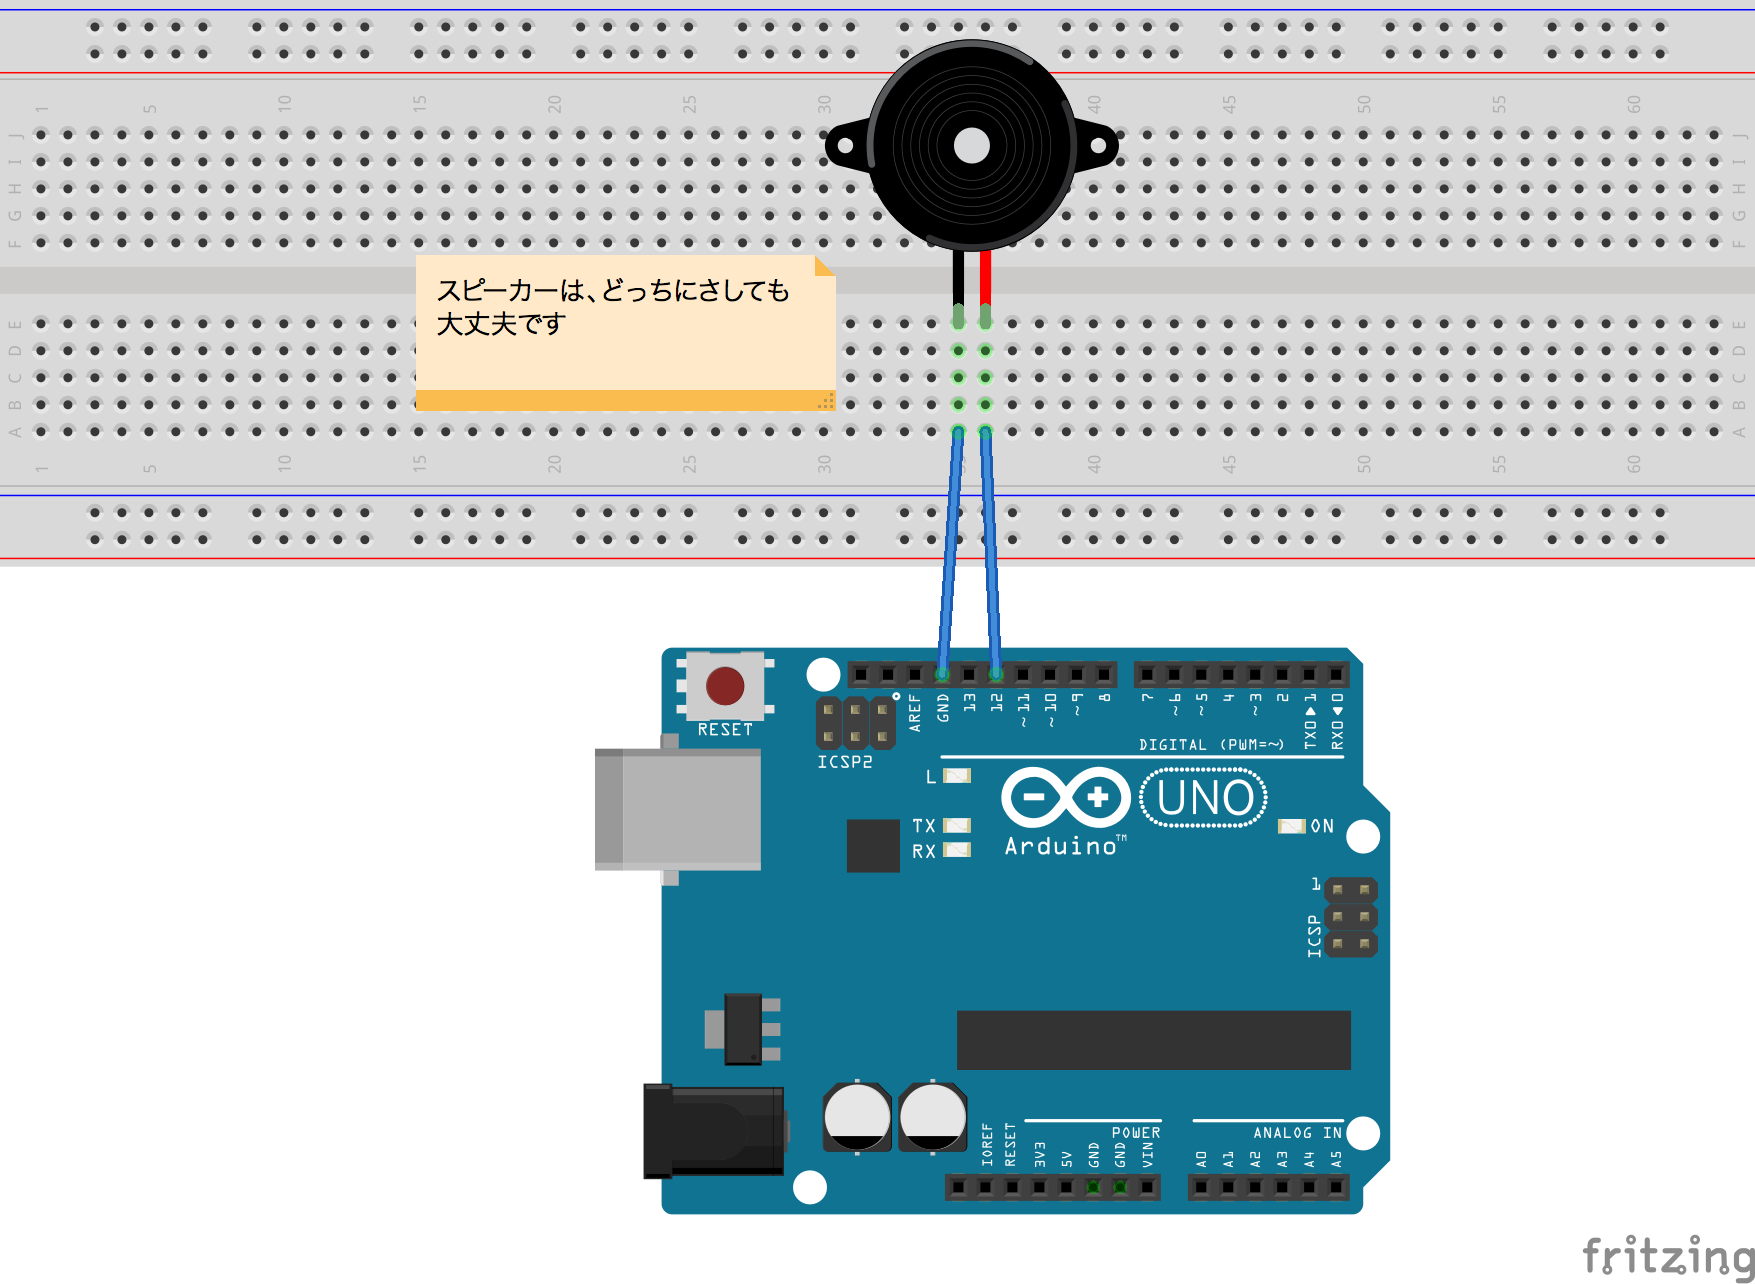 1 5 10 15 20 25 30 40 45 50 55 60
J J
I I
H H
G G
F F
スピーカーは、どっちにさしても
大丈夫です
E E
D D
C C
B B
A A
1 5 10 15 20 25 30 40 45 50 55 60
RESET
ICSP2
AREF GND 13 12 ~11 ~10 ~9 8 7 ~6 ~5 4 ~3 2 TX0▶1 RX0◀0
DIGITAL (PWM=~)
L
TX
RX
UNO
Arduino™
ON
1
ICSP
POWER
ANALOG IN
IOREF RESET 3V3 5V GND GND VIN A0 A1 A2 A3 A4 A5
fritzing